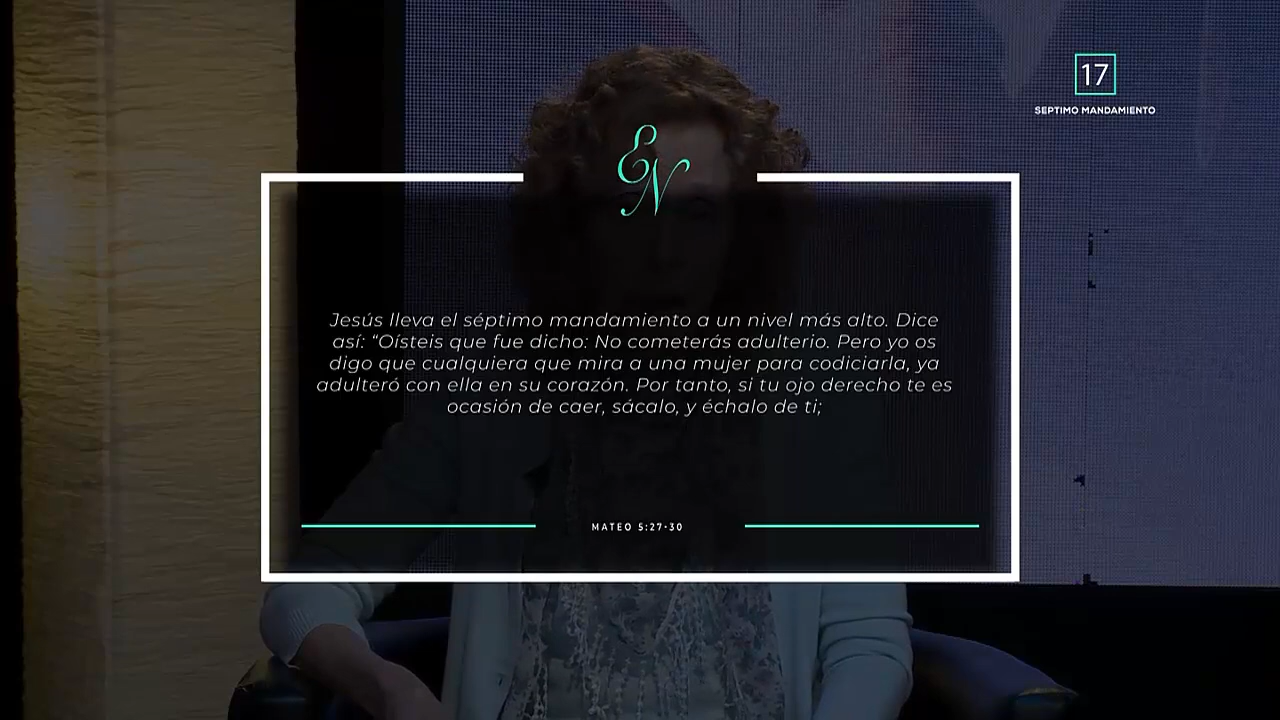 17
SEPTIMO MANDAMIENTO
EN
Jesús lleva el séptimo mandamiento a un nivel más alto. Dice
así: “Oísteis que fue dicho: No cometerás adulterio. Pero yo os
digo que cualquiera que mira a una mujer para codiciarla, ya
adulteró con ella en su corazón. Por tanto, si tu ojo derecho te es
ocasión de caer, sácalo, y échalo de ti;
MATEO 5:27-30